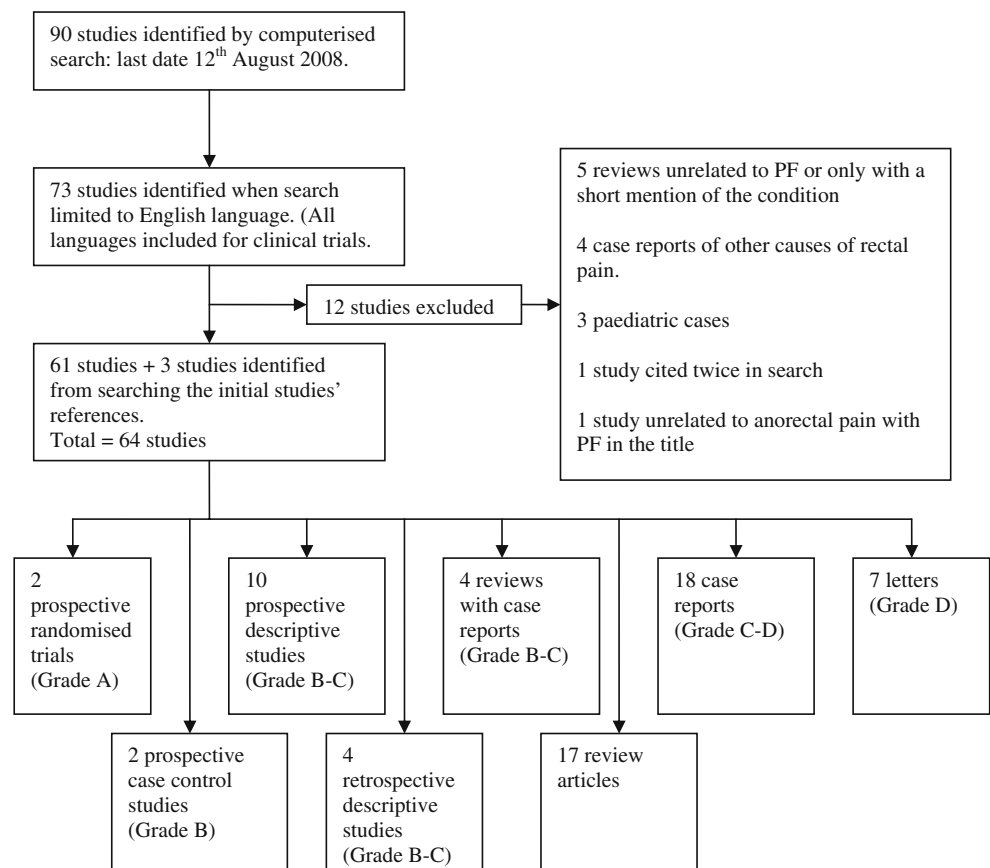 90 studies identified by computerised
search: last date 12th August 2008.
73 studies identified when search
limited to English language. (All
languages included for clinical trials.
12 studies excluded
5 reviews unrelated to PF or only with a
short mention of the condition
4 case reports of other causes of rectal
pain.
3 paediatric cases
1 study cited twice in search
1 study unrelated to anorectal pain with
PF in the title
61 studies + 3 studies identified
from searching the initial studies’
references.
Total = 64 studies
2
prospective
randomised
trials
(Grade A)
10
prospective
descriptive
studies
(Grade B-C)
4 reviews
with case
reports
(Grade B-C)
18 case
reports
(Grade C-D)
7 letters
(Grade D)
2 prospective
case control
studies
(Grade B)
4
retrospective
descriptive
studies
(Grade B-C)
17 review
articles